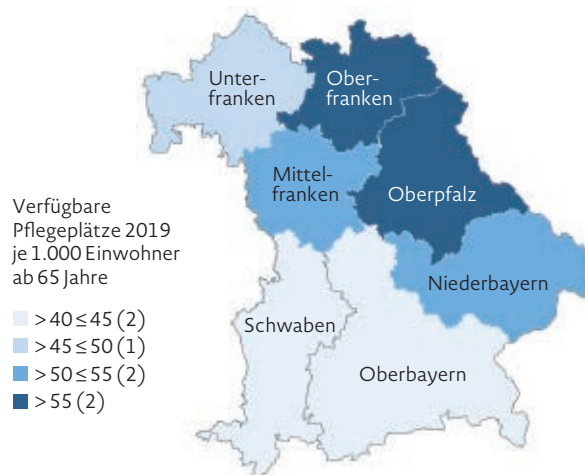 Unter-
franken
Ober-
franken
Mittel-
franken
Oberpfalz
Niederbayern
Schwaben
Oberbayern
Verfügbare
Pflegeplätze 2019
je 1.000 Einwohner
ab 65 Jahre
>40≤45 (2)
>45≤50 (1)
>50≤55 (2)
>55 (2)